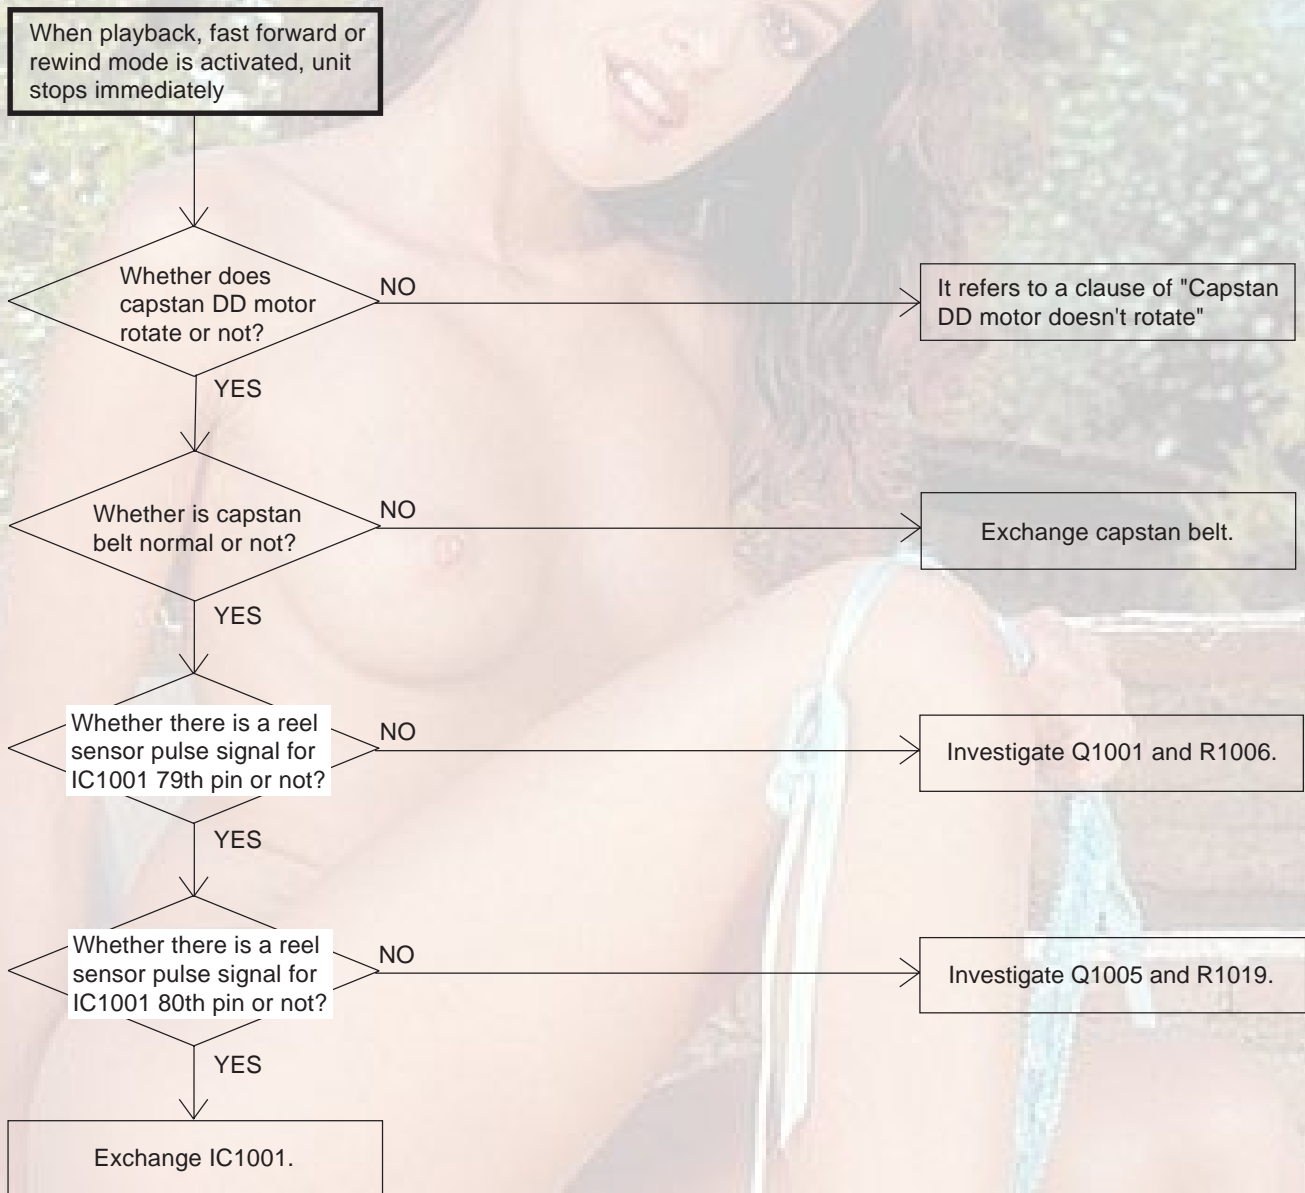 When playback, fast forward or
rewind mode is activated, unit
stops immediately
Whether does
capstan DD motor
rotate or not?
NO
It refers to a clause of "Capstan
DD motor doesn't rotate"
YES
Whether is capstan
belt normal or not?
NO
Exchange capstan belt.
YES
Whether there is a reel
sensor pulse signal for
IC1001 79th pin or not?
NO
Investigate Q1001 and R1006.
YES
Whether there is a reel
sensor pulse signal for
IC1001 80th pin or not?
NO
Investigate Q1005 and R1019.
YES
Exchange IC1001.